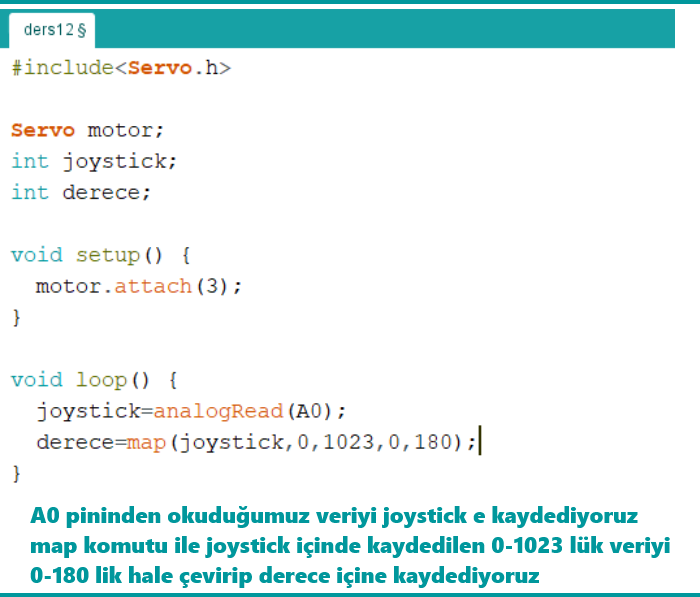 ders12 §
#include<Servo.h>
Servo motor;
int joystick;
int derece;
void setup() {
motor.attach(3);
}
void loop() {
joystick=analogRead(A0);
derece=map(joystick,0,1023,0,180);
}
A0 pininden okuduğumuz veriyi joystick e kaydediyoruz
map komutu ile joystick içinde kaydedilen 0-1023 lük veriyi
0-180 lik hale çevirip derece içine kaydediyoruz